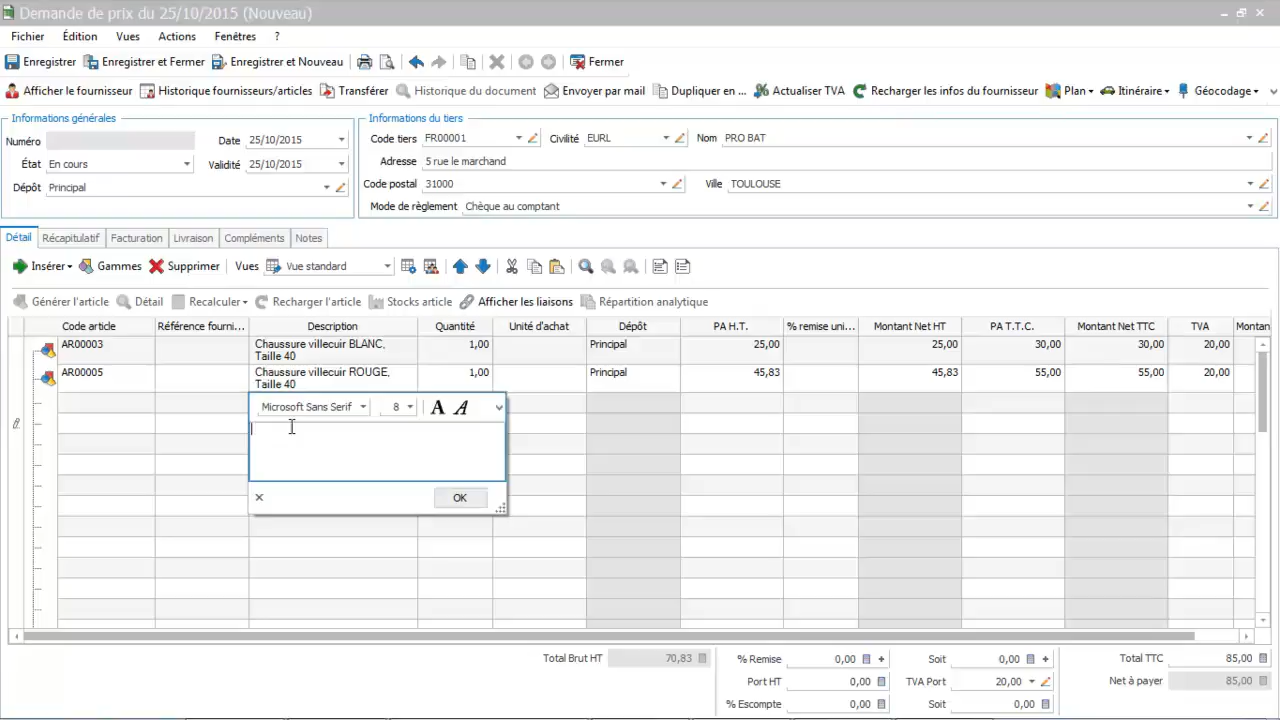 Demande de prix du 25/10/2015 (Nouveau)
Fichier Édition Vues Actions Fenêtres ?
Enregistrer Enregistrer et Fermer Enregistrer et Nouveau Fermer
Afficher le fournisseur Historique fournisseurs/articles Transférer Historique du document Envoyer par mail Dupliquer en ... Actualiser TVA Recharger les infos du fournisseur Plan Itinéraire Géocodage
Informations générales Informations du tiers
Numéro Date 25/10/2015 Code tiers FR00001 Civilité EURL Nom PRO BAT
Adresse 5 rue le marchand
État En cours Validité 25/10/2015
Dépôt Principal Code postal 31000 Ville TOULOUSE
Mode de règlement Chèque au comptant
Détail Récapitulatif Facturation Livraison Compléments Notes
Insérer Gammes Supprimer Vues Vue standard
Générer l'article Détail Recalculer Recharger l'article Stocks article Afficher les liaisons Répartition analytique
Code article Référence fourni... Description Quantité Unité d'achat Dépôt PA H.T. % remise uni... Montant Net HT PA T.T.C. Montant Net TTC TVA Montan
AR00003 Chaussure villecuir BLANC, 1,00 Principal 25,00 25,00 30,00 30,00 20,00
Taille 40
AR00005 Chaussure villecuir ROUGE, 1,00 Principal 45,83 45,83 55,00 55,00 20,00
Taille 40
Microsoft Sans Serif 8 A A
OK
Total Brut HT 70,83 % Remise 0,00 + Soit 0,00 + Total TTC 85,00
Port HT 0,00 TVA Port 20,00 Net à payer 85,00
% Escompte 0,00 Soit 0,00